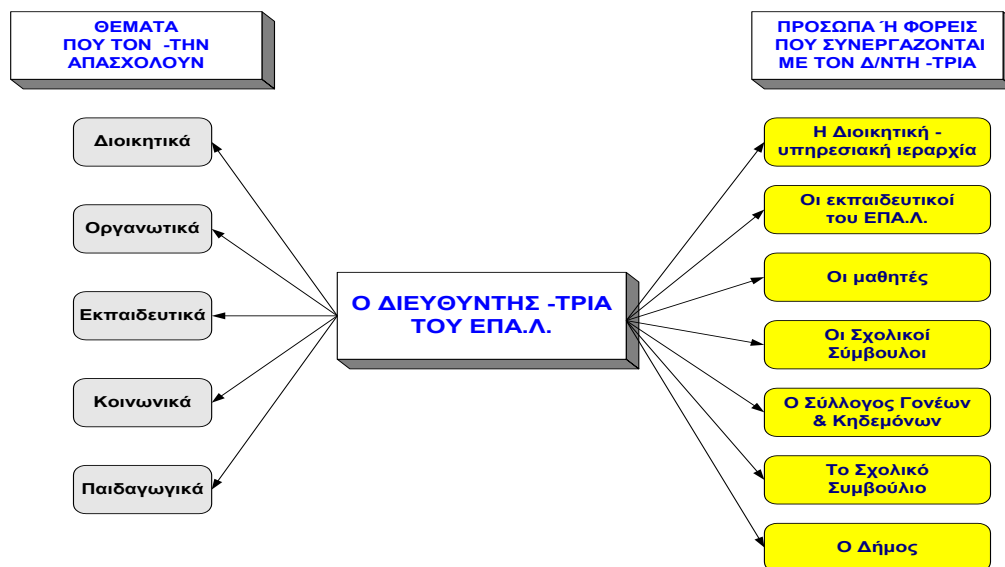 ΘΕΜΑΤΑ
ΠΟΥ ΤΟΝ -ΤΗΝ
ΑΠΑΣΧΟΛΟΥΝ
Διοικητικά
Οργανωτικά
Εκπαιδευτικά
Κοινωνικά
Παιδαγωγικά
Ο ΔΙΕΥΘΥΝΤΗΣ -ΤΡΙΑ
ΤΟΥ ΕΠΑ.Λ.
ΠΡΟΣΩΠΑ Ή ΦΟΡΕΙΣ
ΠΟΥ ΣΥΝΕΡΓΑΖΟΝΤΑΙ
ΜΕ ΤΟΝ Δ/ΝΤΗ -ΤΡΙΑ
Η Διοικητική -
υπηρεσιακή ιεραρχία
Οι εκπαιδευτικοί
του ΕΠΑ.Λ.
Οι μαθητές
Οι Σχολικοί
Σύμβουλοι
Ο Σύλλογος Γονέων
& Κηδεμόνων
Το Σχολικό
Συμβούλιο
Ο Δήμος